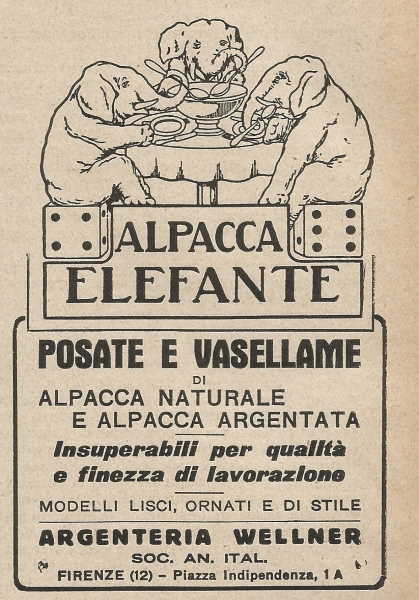 ALPACCA
ELEFANTE
POSATE E VASELLAME
DI
ALPACCA NATURALE
E ALPACCA ARGENTATA
Insuperabili per qualità
e finezza di lavorazione
MODELLI LISCI, ORNATI E DI STILE
ARGENTERIA WELLNER
SOC. AN. ITAL.
FIRENZE (12) - Piazza Indipendenza, 1 A